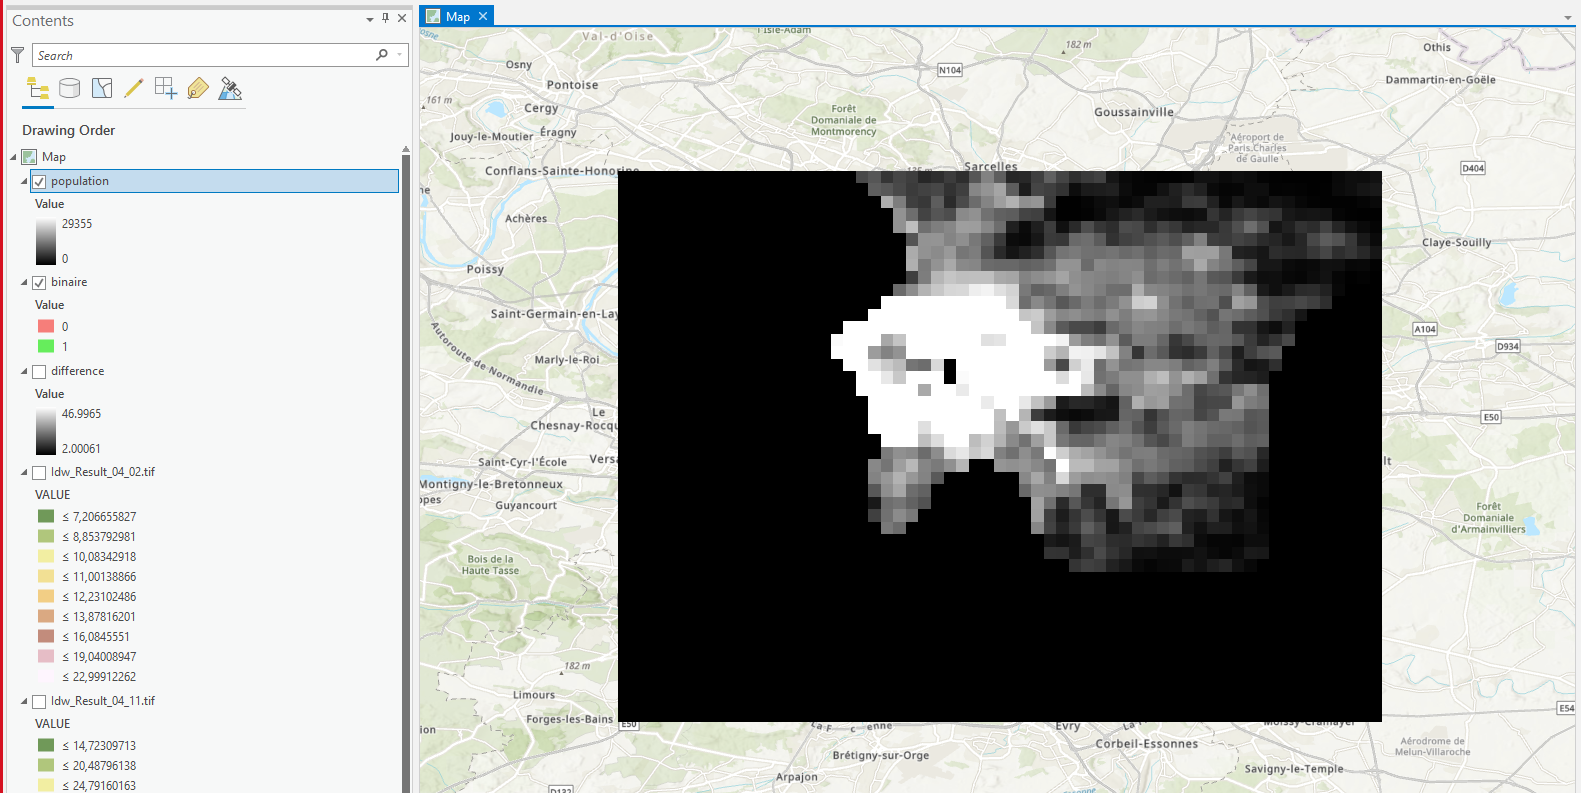 Contents
Search
Drawing Order
Map
population
Value
29355
0
binaire
Value
0
1
difference
Value
46.9965
2.00061
Idw_Result_04_02.tif
VALUE
≤ 7,206655827
≤ 8,853792981
≤ 10,08342918
≤ 11,00138866
≤ 12,23102486
≤ 13,87816201
≤ 16,0845551
≤ 19,04008947
≤ 22,99912262
Idw_Result_04_11.tif
VALUE
≤ 14,72309713
≤ 20,48796138
≤ 24,79160163
Map
L'Isle-Adam
Val-d'Oise
182 m
Othis
Osny
N104
Dammartin-en-Goële
Pontoise
161 m
Cergy
Forêt
Domaniale de
Montmorency
Goussainville
Jouy-le-Moutier
Éragny
Aéroport de
Paris-Charles
de Gaulle
Conflans-Sainte-Honorine
Sarcelles
D404
Achères
Claye-Souilly
Poissy
Saint-Germain-en-Lay
A104
Autoroute de Normandie
Marly-le-Roi
D934
Le
Chesnay-Rocqu
E50
Saint-Cyr-l'École
Versa
Montigny-le-Bretonneux
Guyancourt
Forêt
Domaniale
d'Armainvilliers
Bois de la
Haute Tasse
182 m
Limours
Forges-les-Bains
E50
Évry
Moissy-Cramayel
E54
Brétigny-sur-Orge
Corbeil-Essonnes
Aérodrome de
Melun-Villaroche
Arpajon
Savigny-le-Temple
D132